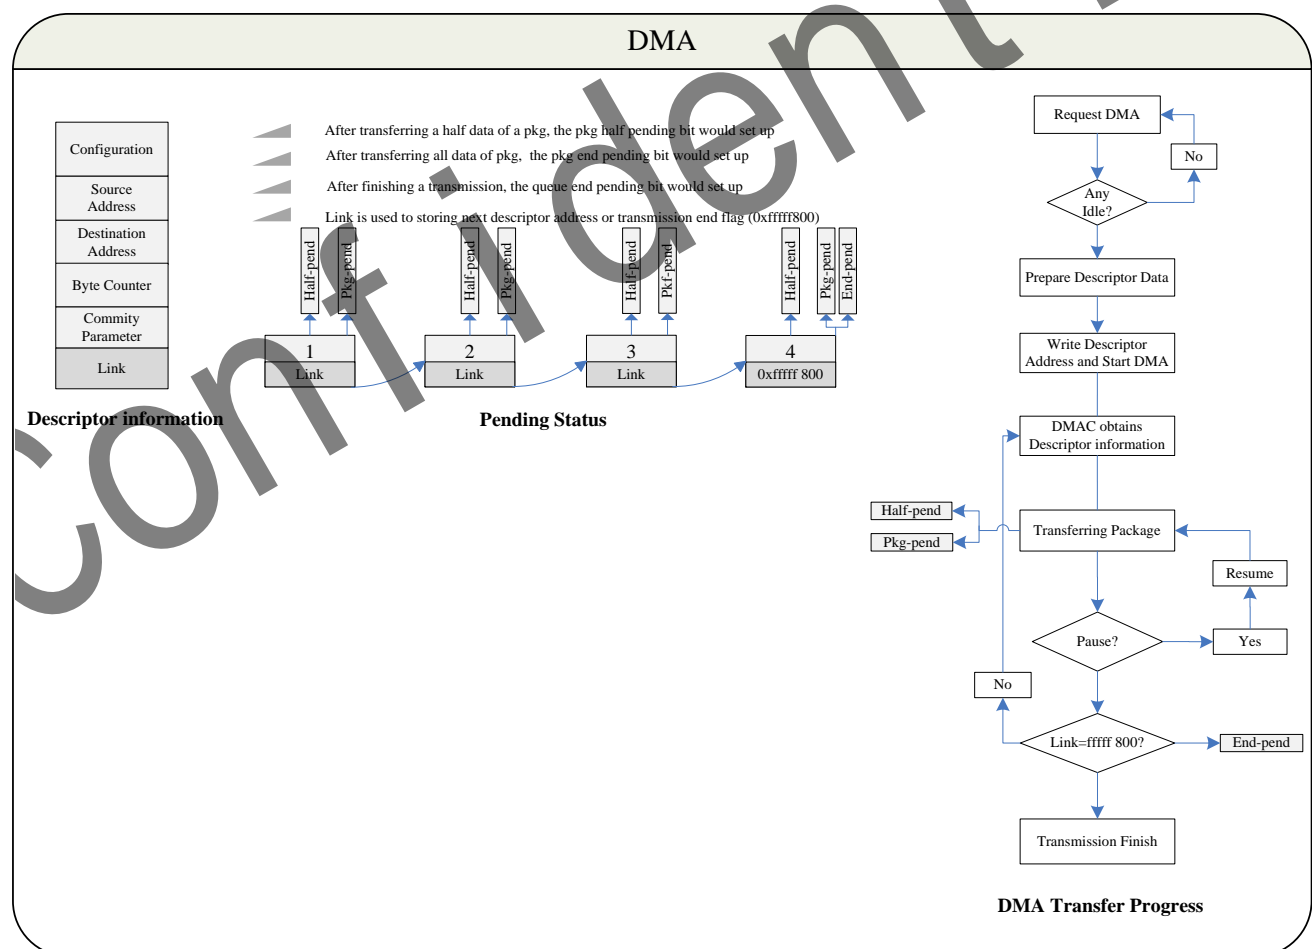 DMA
Configuration
Source
Address
Destination
Address
Byte Counter
Commity
Parameter
Link
Descriptor information
After transferring a half data of a pkg, the pkg half pending bit would set up
After transferring all data of pkg, the pkg end pending bit would set up
After finishing a transmission, the queue end pending bit would set up
Link is used to storing next descriptor address or transmission end flag (0xfffff800)
Half-pend
Pkg-pend
Half-pend
Pkg-pend
Half-pend
Pkf-pend
Half-pend
Pkg-pend
End-pend
1
Link
2
Link
3
Link
4
0xfffff 800
Pending Status
Request DMA
No
Any
Idle?
Prepare Descriptor Data
Write Descriptor
Address and Start DMA
DMAC obtains
Descriptor information
Half-pend
Pkg-pend
Transferring Package
Resume
Pause?
Yes
No
Link=fffff 800?
End-pend
Transmission Finish
DMA Transfer Progress
Confident